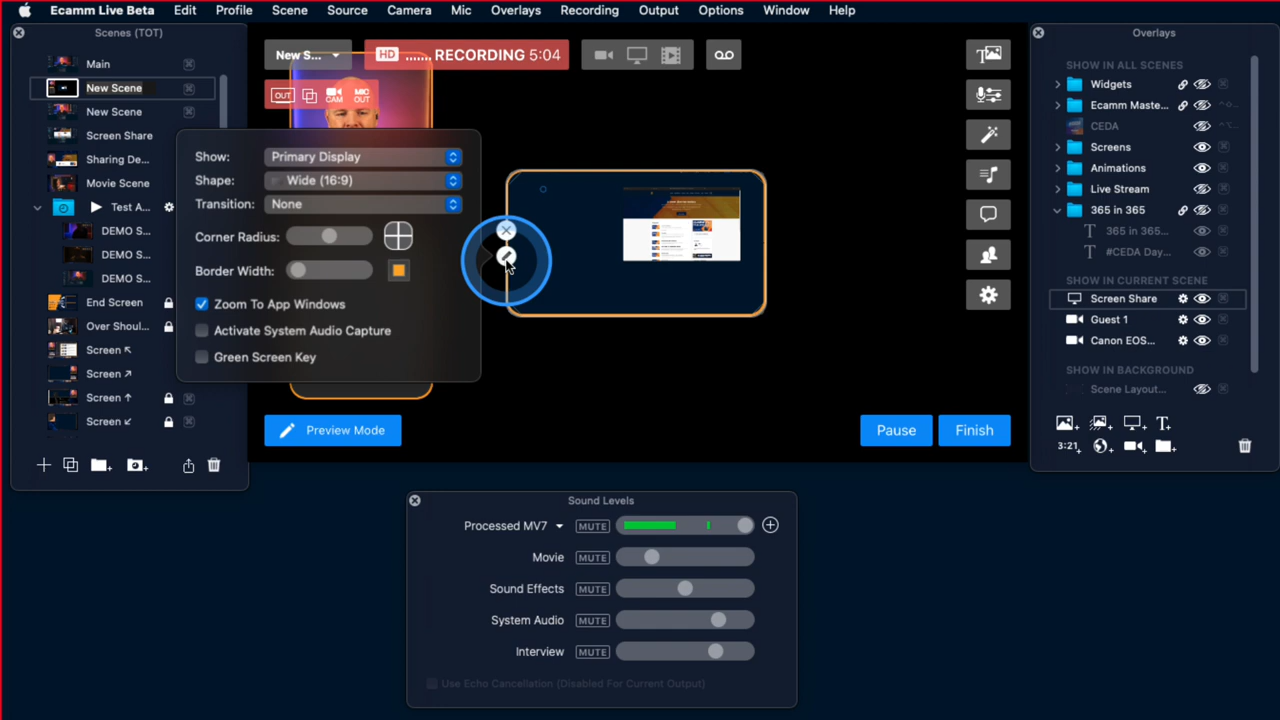 Ecamm Live Beta Edit Profile Scene Source Camera Mic Overlays Recording Output Options Window Help
Scenes (TOT)
Main
New Scene
New Scene
Screen Share
Sharing De...
Movie Scene
Test A...
DEMO S...
DEMO S...
DEMO S...
End Screen
Over Shoul...
Screen ↖
Screen ↗
Screen ↑
Screen ↙
New S...
HD ....... RECORDING 5:04
OUT
CAM
MIC OUT
Show: Primary Display
Shape: Wide (16:9)
Transition: None
Corner Radius:
Border Width:
Zoom To App Windows
Activate System Audio Capture
Green Screen Key
Preview Mode
Pause
Finish
Sound Levels
Processed MV7 MUTE
Movie MUTE
Sound Effects MUTE
System Audio MUTE
Interview MUTE
Use Echo Cancellation (Disabled For Current Output)
Overlays
SHOW IN ALL SCENES
Widgets
Ecamm Maste...
CEDA
Screens
Animations
Live Stream
365 in 365
T 365 in 365...
T #CEDA Day...
SHOW IN CURRENT SCENE
Screen Share
Guest 1
Canon EOS...
SHOW IN BACKGROUND
Scene Layout...
T+
3:21+